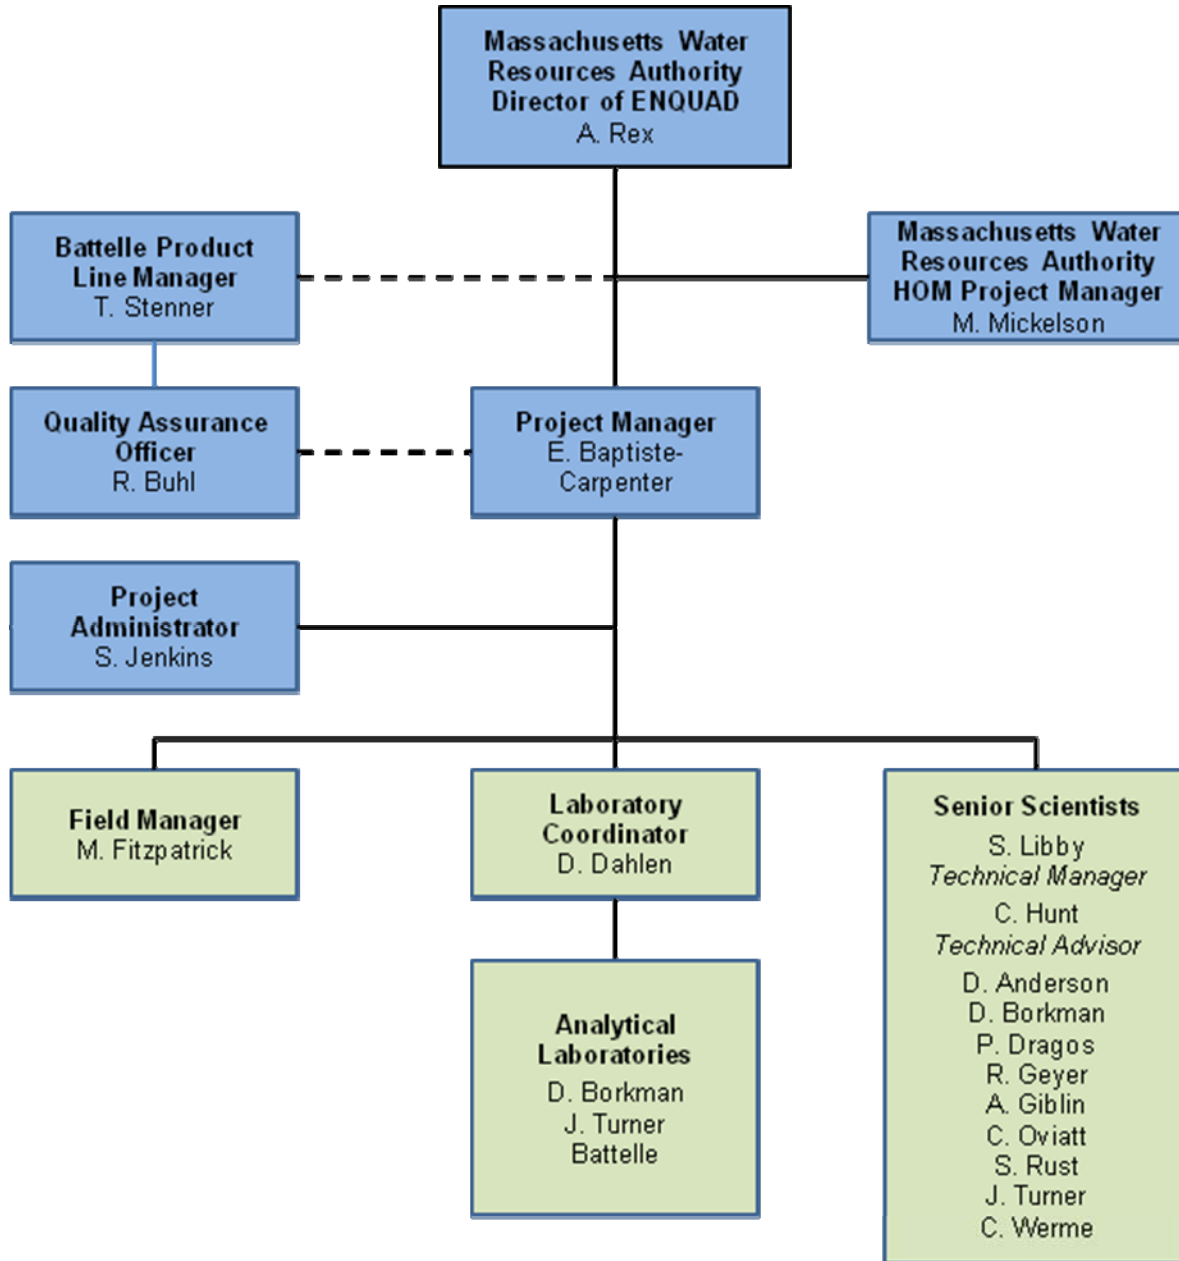 Massachusetts Water
Resources Authority
Director of ENQUAD
A. Rex
Battelle Product
Line Manager
T. Stenner
Massachusetts Water
Resources Authority
HOM Project Manager
M. Mickelson
Quality Assurance
Officer
R. Buhl
Project Manager
E. Baptiste-
Carpenter
Project
Administrator
S. Jenkins
Field Manager
M. Fitzpatrick
Laboratory
Coordinator
D. Dahlen
Analytical
Laboratories
D. Borkman
J. Turner
Battelle
Senior Scientists
S. Libby
Technical Manager
C. Hunt
Technical Advisor
D. Anderson
D. Borkman
P. Dragos
R. Geyer
A. Giblin
C. Oviatt
S. Rust
J. Turner
C. Werme